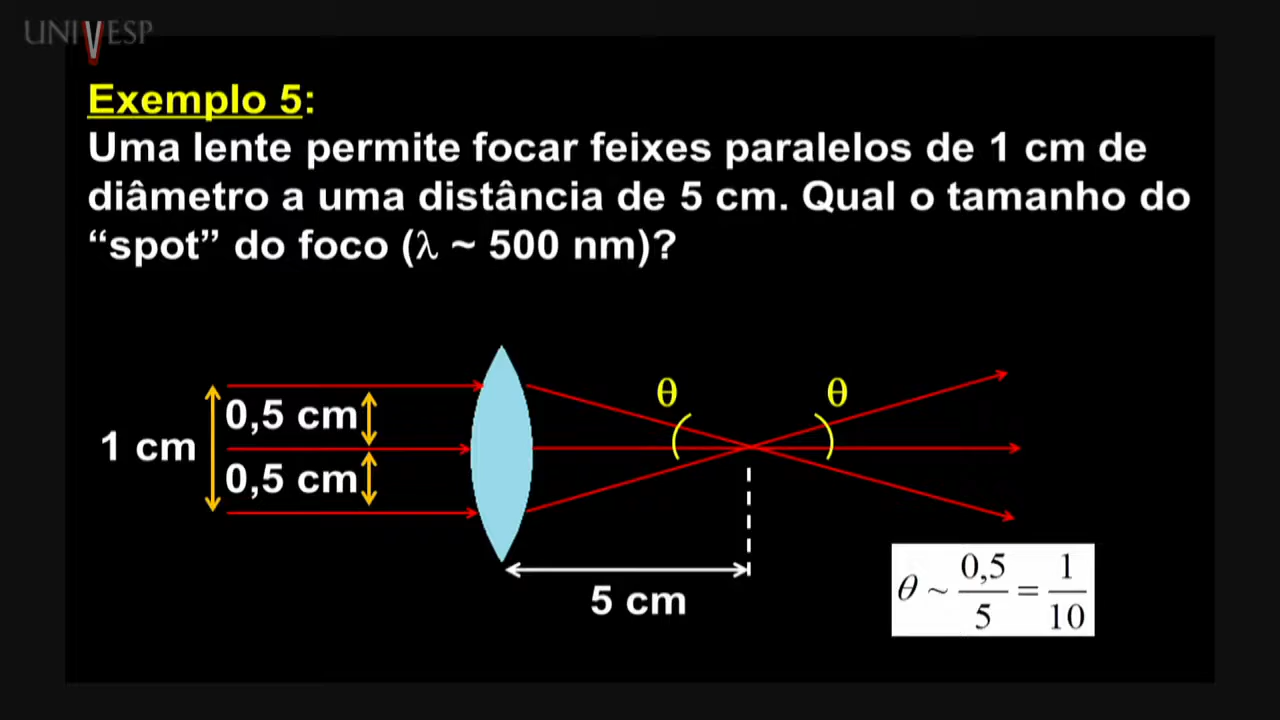 UNIVESP
Exemplo 5:
Uma lente permite focar feixes paralelos de 1 cm de
diâmetro a uma distância de 5 cm. Qual o tamanho do
“spot” do foco (λ ~ 500 nm)?
θ θ
0,5 cm
1 cm
0,5 cm
5 cm
θ ~ 0,5/5 = 1/10